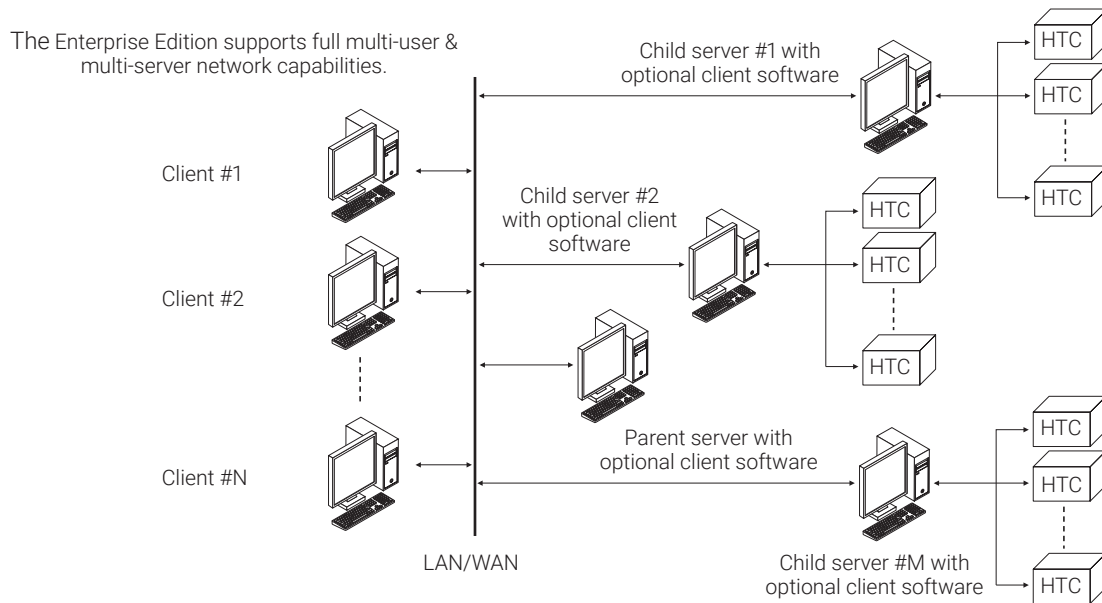 The Enterprise Edition supports full multi-user &
multi-server network capabilities.
Child server #1 with
optional client software
HTC
HTC
HTC
Client #1
Child server #2
with optional client
software
HTC
HTC
HTC
Client #2
Client #N
Parent server with
optional client software
HTC
HTC
HTC
LAN/WAN
Child server #M with
optional client software